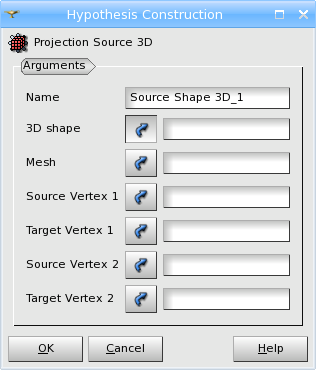 Hypothesis Construction
Projection Source 3D
Arguments
Name Source Shape 3D_1
3D shape
Mesh
Source Vertex 1
Target Vertex 1
Source Vertex 2
Target Vertex 2
OK Cancel Help